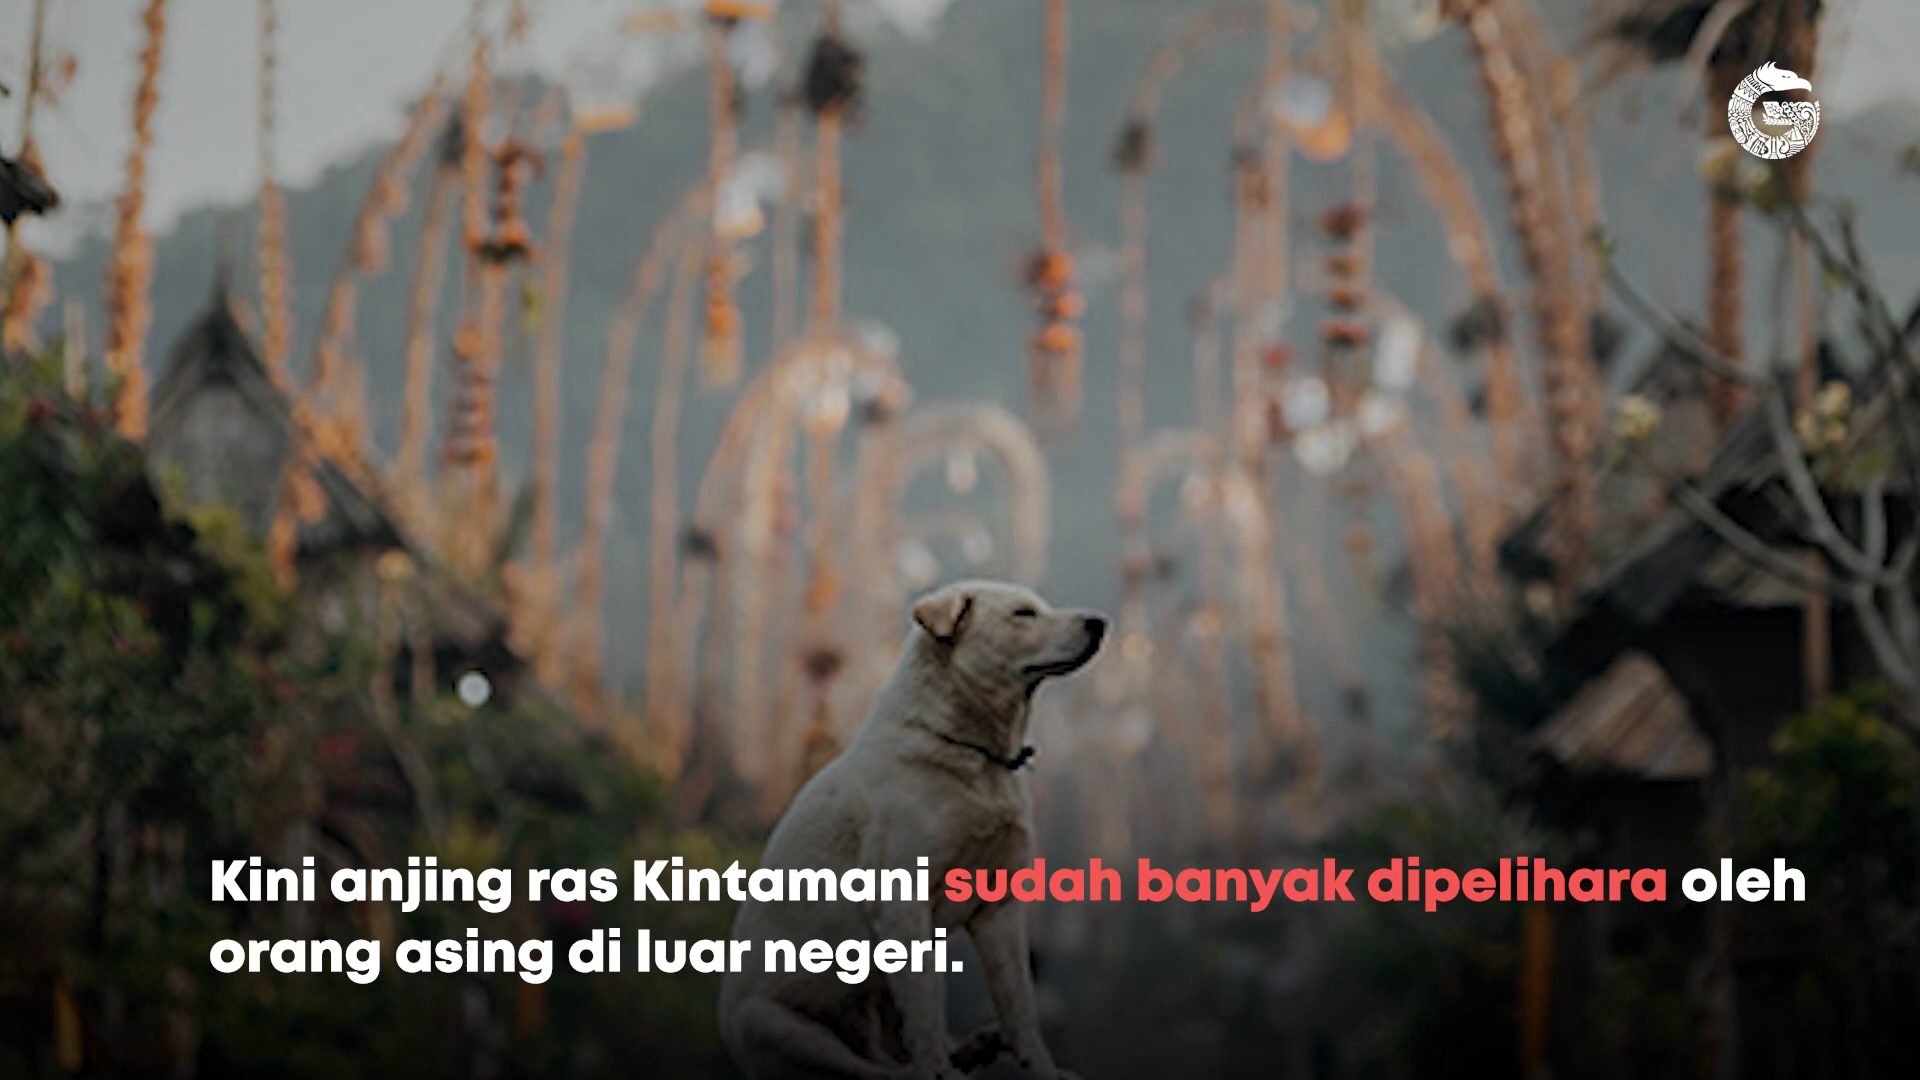 Kini anjing ras Kintamani sudah banyak dipelihara oleh
orang asing di luar negeri.